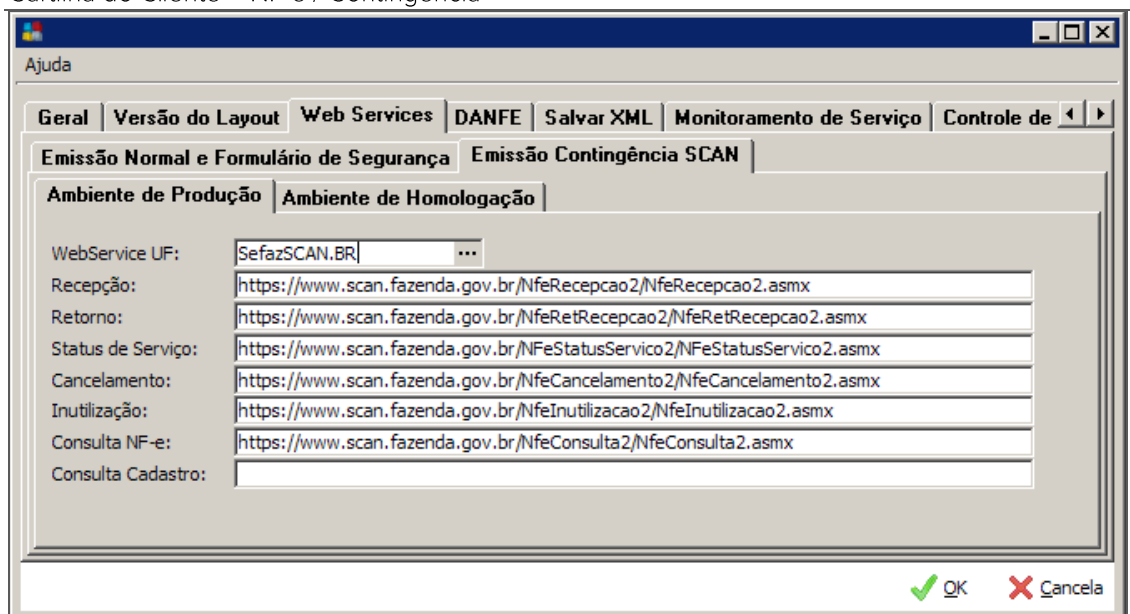 Cartilha do Cliente - NF-e / Contingência
Ajuda
Geral Versão do Layout Web Services DANFE Salvar XML Monitoramento de Serviço Controle de
Emissão Normal e Formulário de Segurança Emissão Contingência SCAN
Ambiente de Produção Ambiente de Homologação
WebService UF: SefazSCAN.BR ...
Recepção: https://www.scan.fazenda.gov.br/NfeRecepcao2/NfeRecepcao2.asmx
Retorno: https://www.scan.fazenda.gov.br/NfeRetRecepcao2/NfeRetRecepcao2.asmx
Status de Serviço: https://www.scan.fazenda.gov.br/NFeStatusServico2/NFeStatusServico2.asmx
Cancelamento: https://www.scan.fazenda.gov.br/NfeCancelamento2/NfeCancelamento2.asmx
Inutilização: https://www.scan.fazenda.gov.br/NfeInutilizacao2/NfeInutilizacao2.asmx
Consulta NF-e: https://www.scan.fazenda.gov.br/NfeConsulta2/NfeConsulta2.asmx
Consulta Cadastro:
OK Cancela